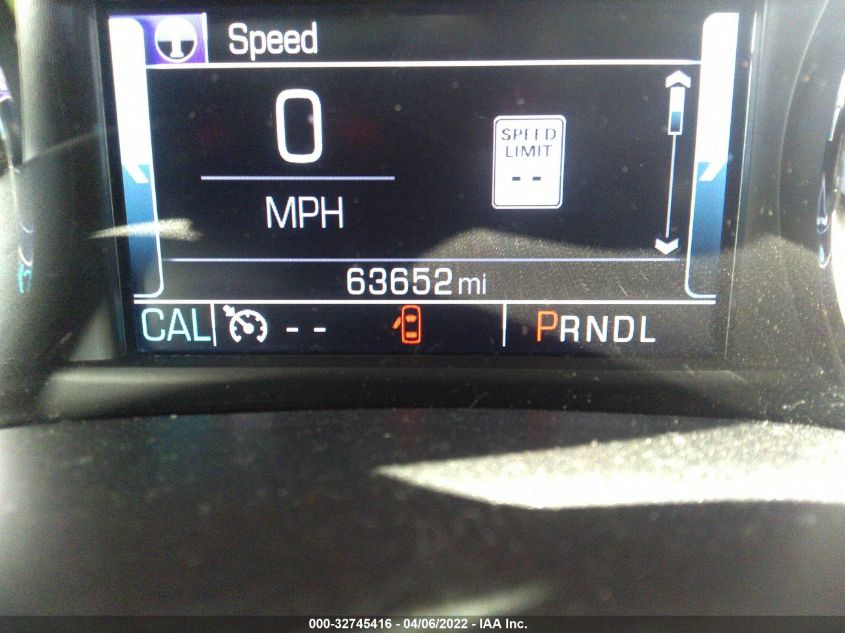 Speed
0
MPH
SPEED
LIMIT
--
63652 mi
CAL -- PRNDL
000-32745416 - 04/06/2022 - IAA Inc.